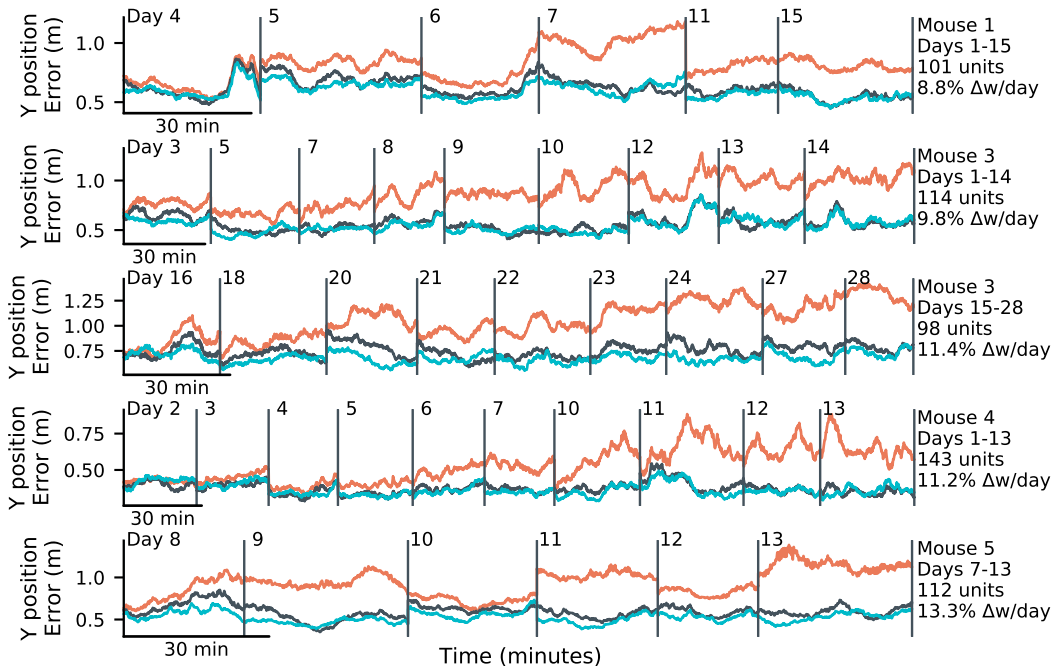 Day 4 5 6 7 11 15
Y position
Error (m)
1.0
0.5
30 min
Mouse 1
Days 1-15
101 units
8.8% Δw/day
Day 3 5 7 8 9 10 12 13 14
Y position
Error (m)
1.0
0.5
30 min
Mouse 3
Days 1-14
114 units
9.8% Δw/day
Day 16 18 20 21 22 23 24 27 28
Y position
Error (m)
1.25
1.00
0.75
30 min
Mouse 3
Days 15-28
98 units
11.4% Δw/day
Day 2 3 4 5 6 7 10 11 12 13
Y position
Error (m)
0.75
0.50
30 min
Mouse 4
Days 1-13
143 units
11.2% Δw/day
Day 8 9 10 11 12 13
Y position
Error (m)
1.0
0.5
30 min
Mouse 5
Days 7-13
112 units
13.3% Δw/day
Time (minutes)